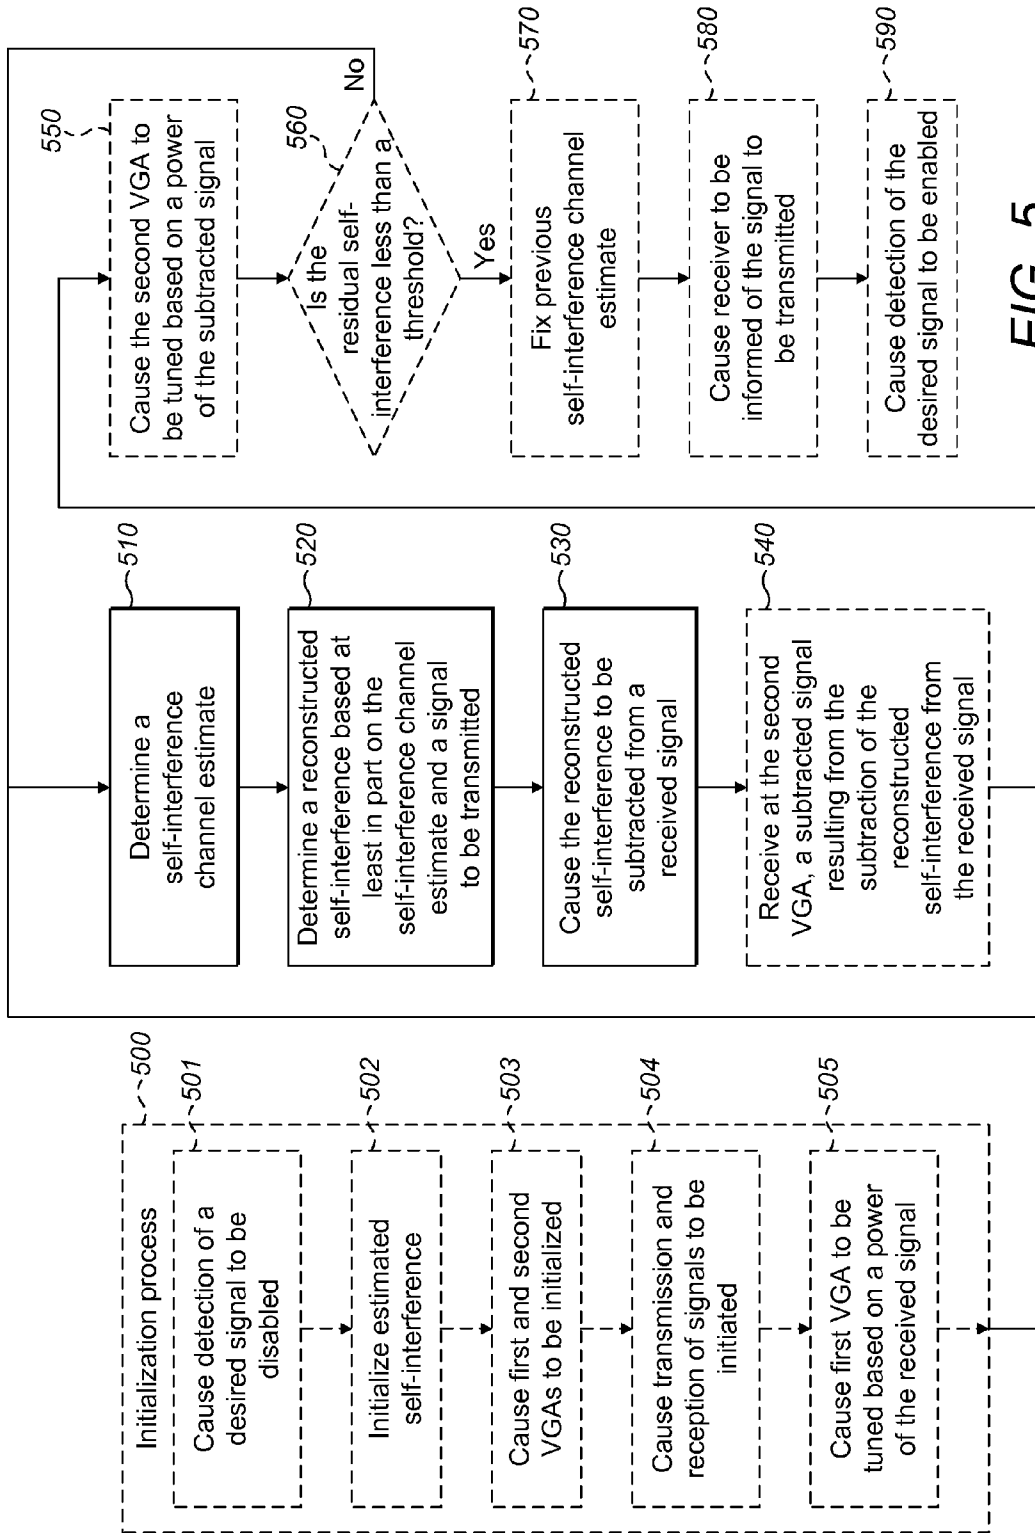 500
Initialization process
501
Cause detection of a
desired signal to be
disabled
502
Initialize estimated
self-interference
503
Cause first and second
VGAs to be initialized
504
Cause transmission and
reception of signals to be
initiated
505
Cause first VGA to be
tuned based on a power
of the received signal
510
Determine a
self-interference
channel estimate
520
Determine a reconstructed
self-interference based at
least in part on the
self-interference channel
estimate and a signal
to be transmitted
530
Cause the reconstructed
self-interference to be
subtracted from a
received signal
540
Receive at the second
VGA, a subtracted signal
resulting from the
subtraction of the
reconstructed
self-interference from
the received signal
550
Cause the second VGA to
be tuned based on a power
of the subtracted signal
560
Is the
residual self-
interference less than a
threshold?
No
Yes
570
Fix previous
self-interference channel
estimate
580
Cause receiver to be
informed of the signal to
be transmitted
590
Cause detection of the
desired signal to be enabled
FIG. 5